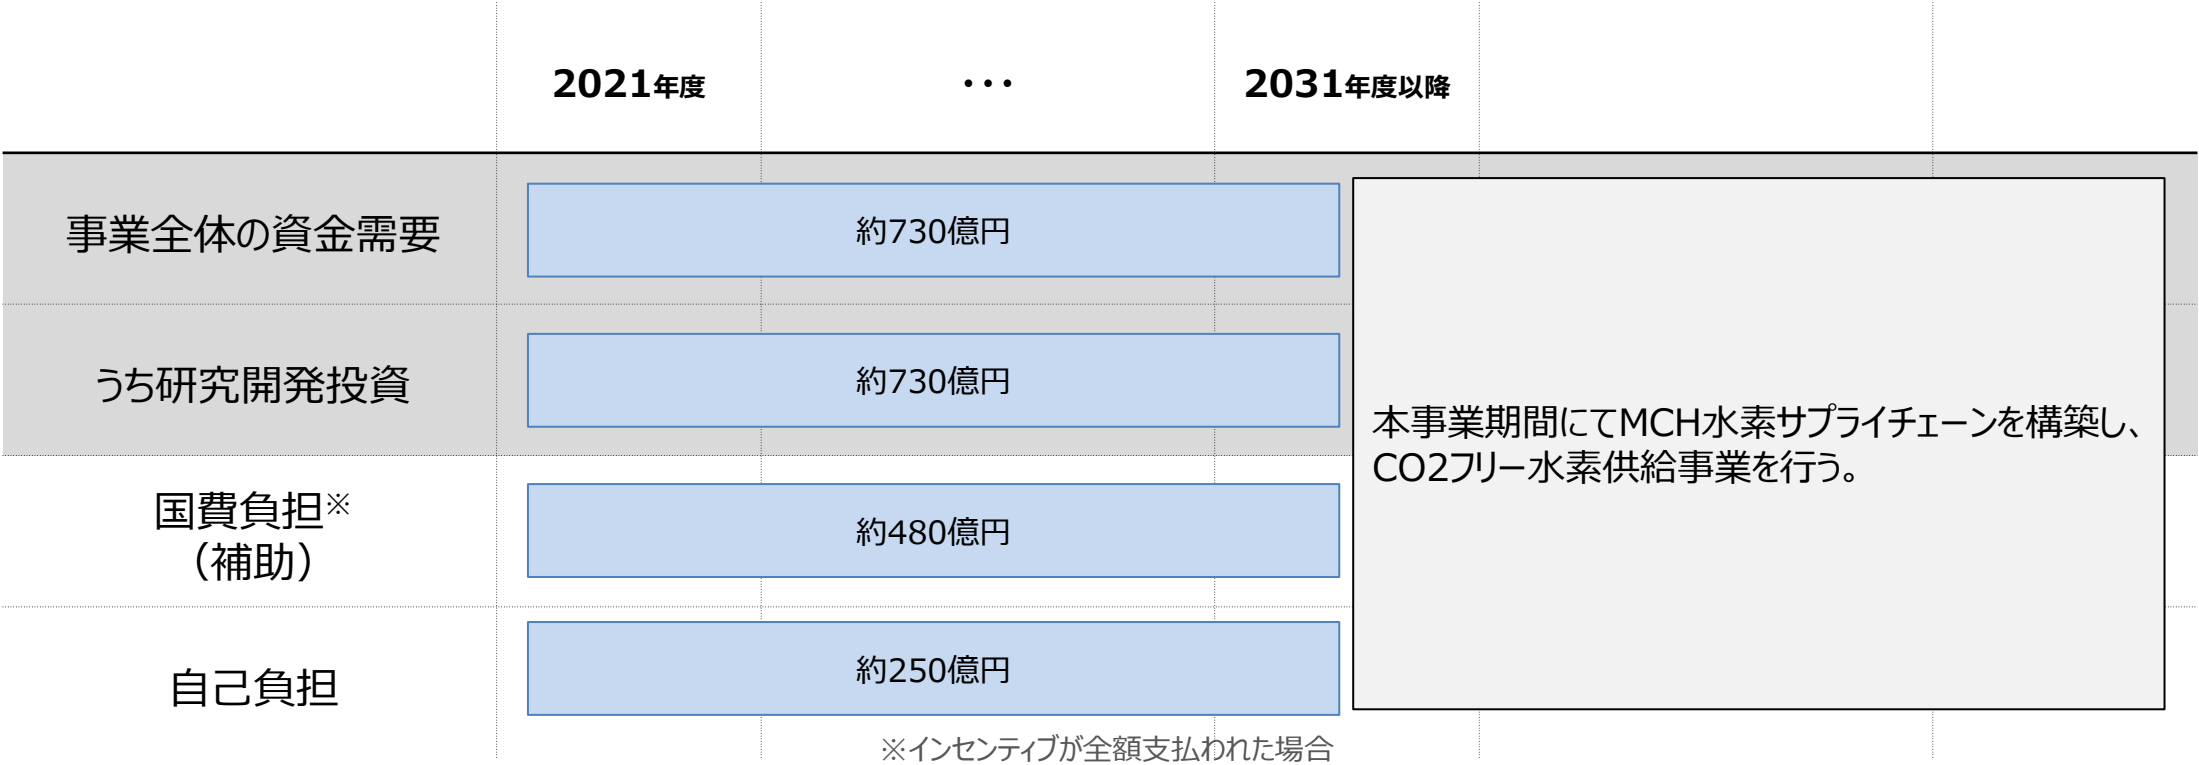 2021年度 ・・・ 2031年度以降
事業全体の資金需要
約730億円
うち研究開発投資
約730億円
国費負担※
（補助）
約480億円
自己負担
約250億円
本事業期間にてMCH水素サプライチェーンを構築し、
CO2フリー水素供給事業を行う。
※インセンティブが全額支払われた場合